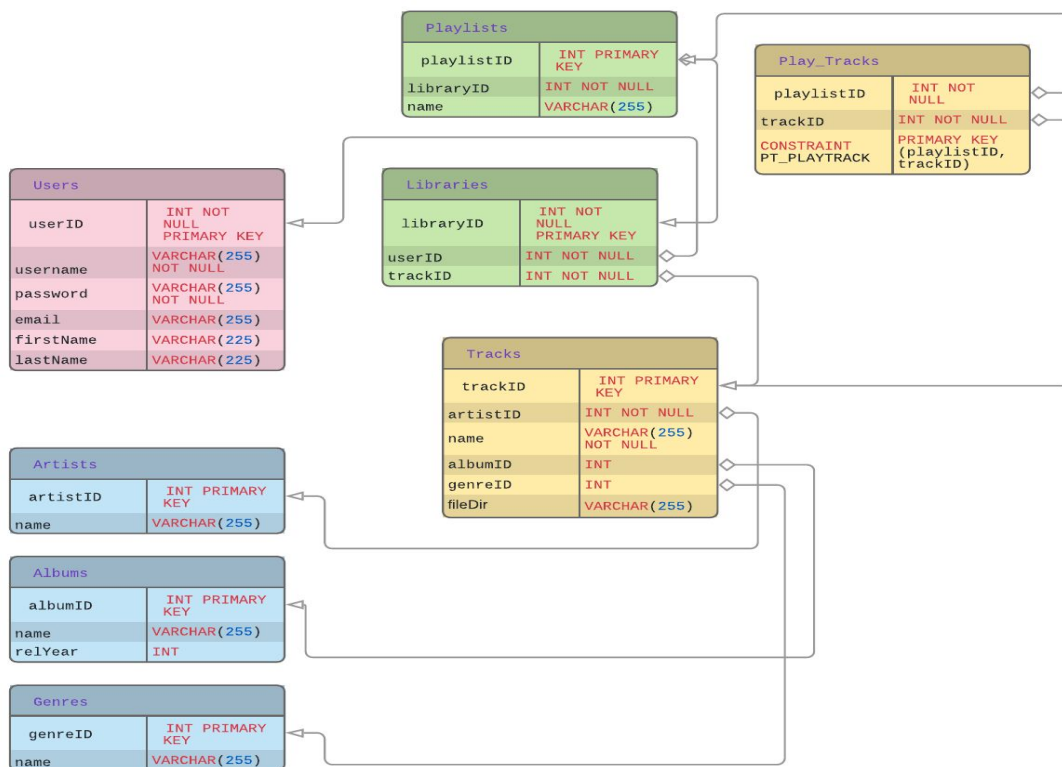 Playlists
playlistID INT PRIMARY
KEY
libraryID INT NOT NULL
name VARCHAR(255)
Play_Tracks
playlistID INT NOT
NULL
trackID INT NOT NULL
CONSTRAINT PRIMARY KEY
PT_PLAYTRACK (playlistID,
trackID)
Users
userID INT NOT
NULL
PRIMARY KEY
username VARCHAR(255)
NOT NULL
password VARCHAR(255)
NOT NULL
email VARCHAR(255)
firstName VARCHAR(225)
lastName VARCHAR(225)
Libraries
libraryID INT NOT
NULL
PRIMARY KEY
userID INT NOT NULL
trackID INT NOT NULL
Tracks
trackID INT PRIMARY
KEY
artistID INT NOT NULL
name VARCHAR(255)
NOT NULL
albumID INT
genreID INT
fileDir VARCHAR(255)
Artists
artistID INT PRIMARY
KEY
name VARCHAR(255)
Albums
albumID INT PRIMARY
KEY
name VARCHAR(255)
relYear INT
Genres
genreID INT PRIMARY
KEY
name VARCHAR(255)